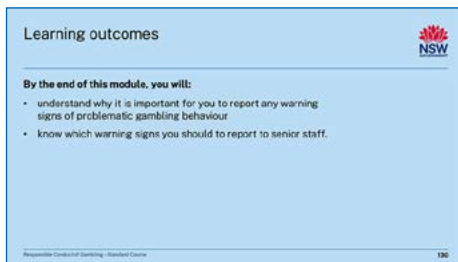 Learning outcomes
NSW
GOVERNMENT
By the end of this module, you will:
• understand why it is important for you to report any warning
signs of problematic gambling behaviour
• know which warning signs you should to report to senior staff.
Responsible Conduct of Gambling - Standard Course
130